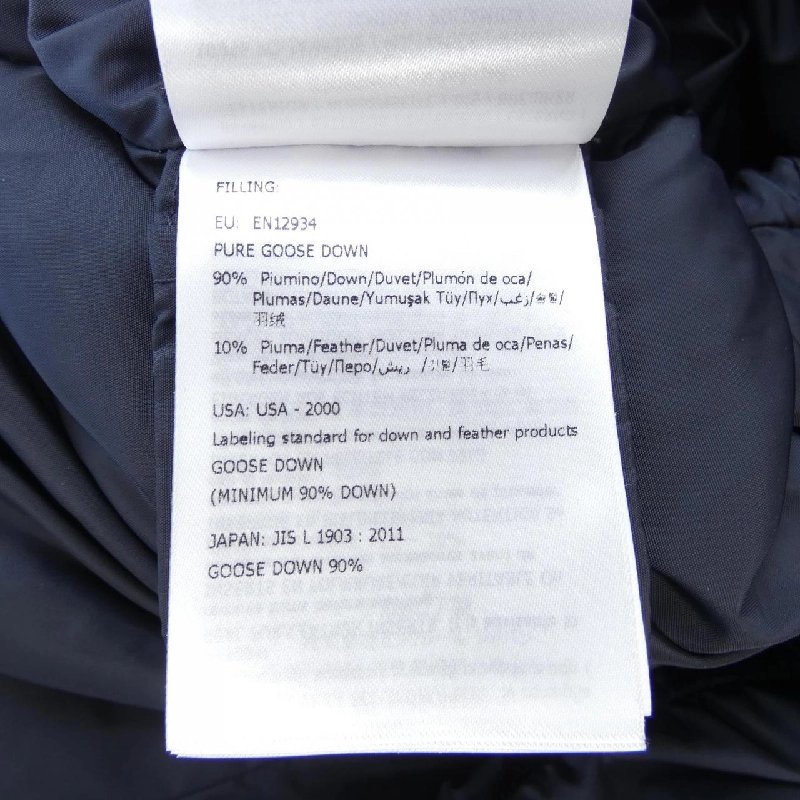 FILLING:
EU: EN12934
PURE GOOSE DOWN
90% Piumino/Down/Duvet/Plumón de oca/
Plumas/Daune/Yumuşak Tüy/Пух/زغب/
羽绒
10% Piuma/Feather/Duvet/Pluma de oca/Penas/
Feder/Tüy/Перо/ريش/羽毛
USA: USA - 2000
Labeling standard for down and feather products
GOOSE DOWN
(MINIMUM 90% DOWN)
JAPAN: JIS L 1903 : 2011
GOOSE DOWN 90%